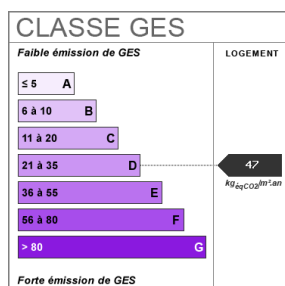 CLASSE GES
Faible émission de GES
LOGEMENT
≤ 5 A
6 à 10 B
11 à 20 C
21 à 35 D
47
kgéqCO2/m².an
36 à 55 E
56 à 80 F
> 80 G
Forte émission de GES